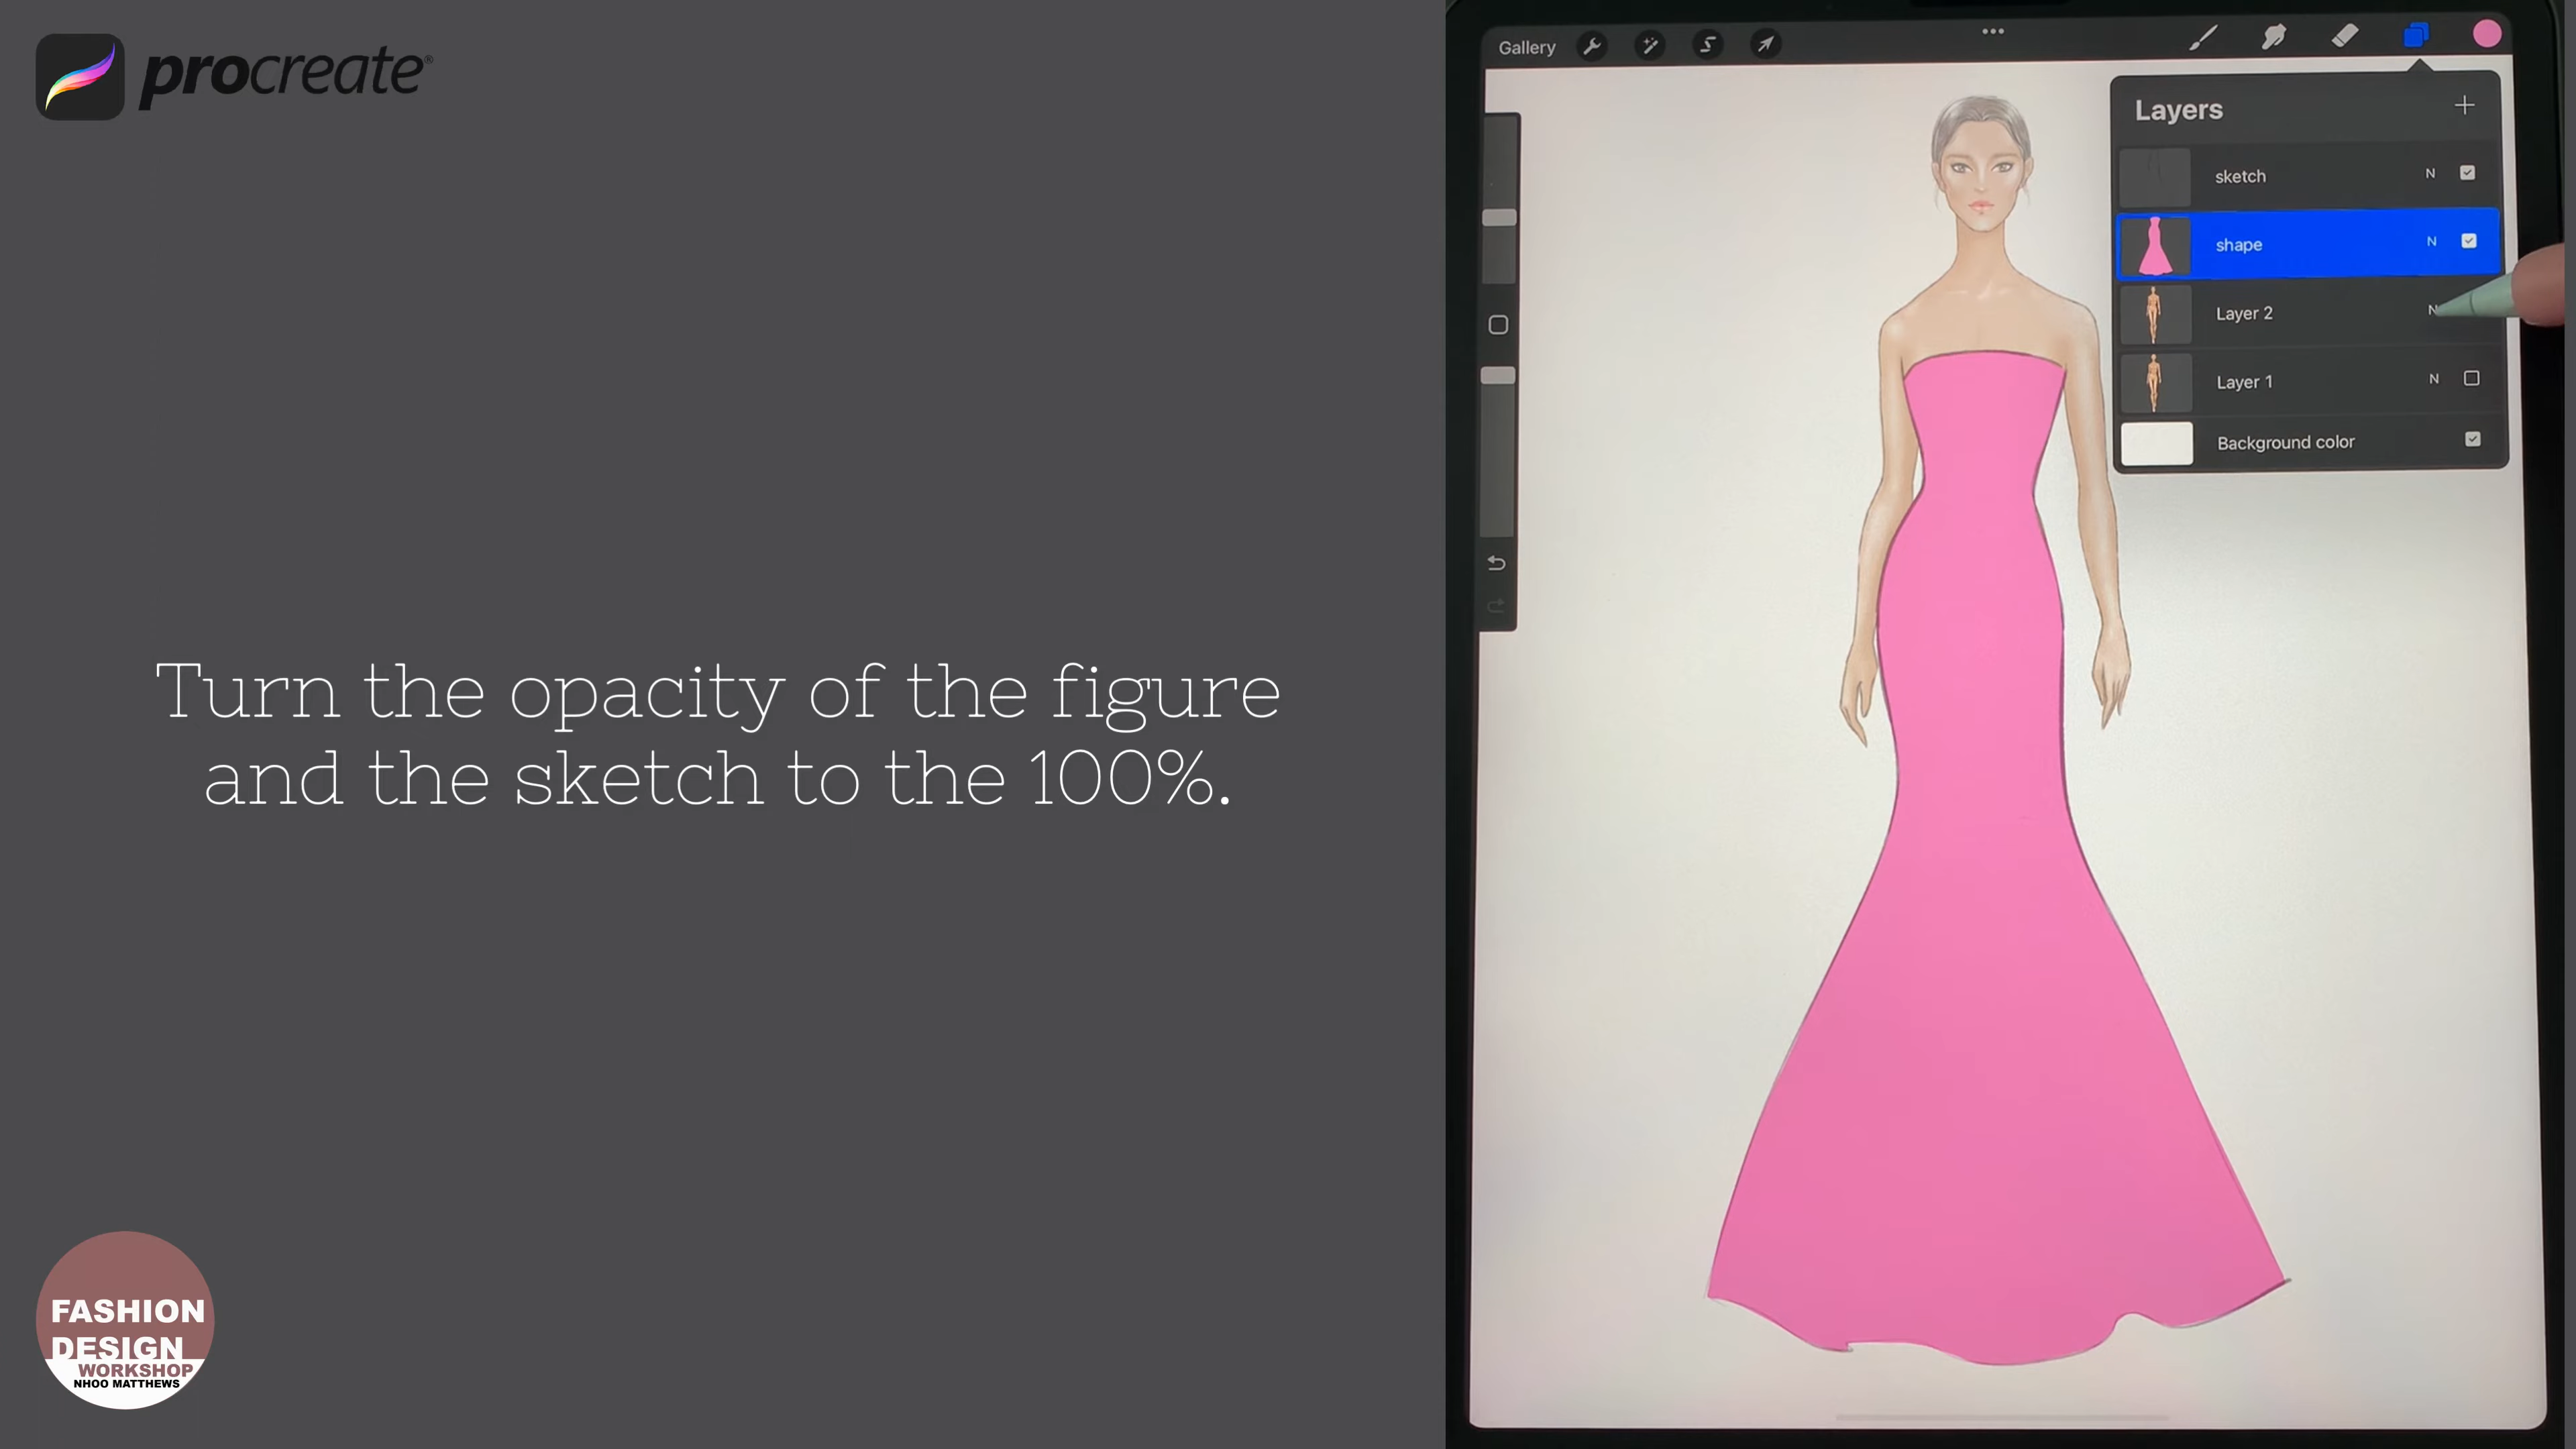 procreate®
Turn the opacity of the figure
and the sketch to the 100%.
FASHION
DESIGN
WORKSHOP
NHOO MATTHEWS
Gallery
Layers
sketch N
shape N
Layer 2 N
Layer 1 N
Background color